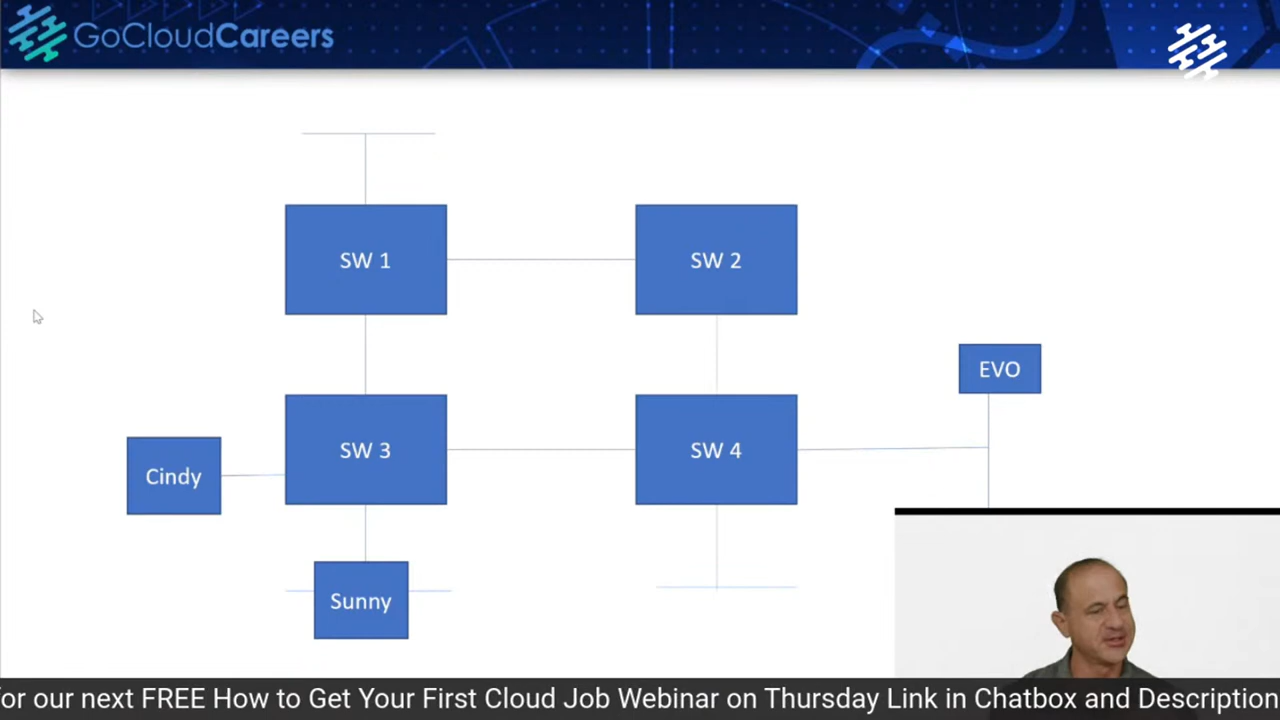 GoCloudCareers
SW 1
SW 2
EVO
SW 3
SW 4
Cindy
Sunny
for our next FREE How to Get Your First Cloud Job Webinar on Thursday Link in Chatbox and Description